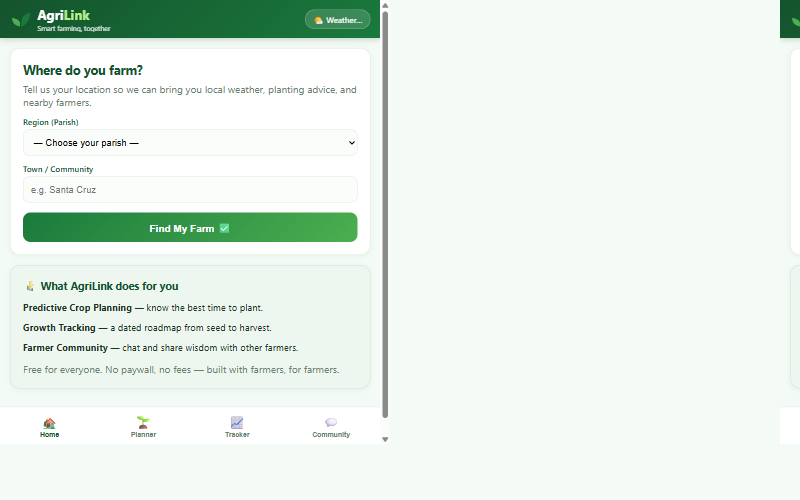 AgriLink
Smart farming, together
Weather...
Where do you farm?
Tell us your location so we can bring you local weather, planting advice, and
nearby farmers.
Region (Parish)
— Choose your parish —
Town / Community
e.g. Santa Cruz
Find My Farm
What AgriLink does for you
Predictive Crop Planning — know the best time to plant.
Growth Tracking — a dated roadmap from seed to harvest.
Farmer Community — chat and share wisdom with other farmers.
Free for everyone. No paywall, no fees — built with farmers, for farmers.
Home
Planner
Tracker
Community